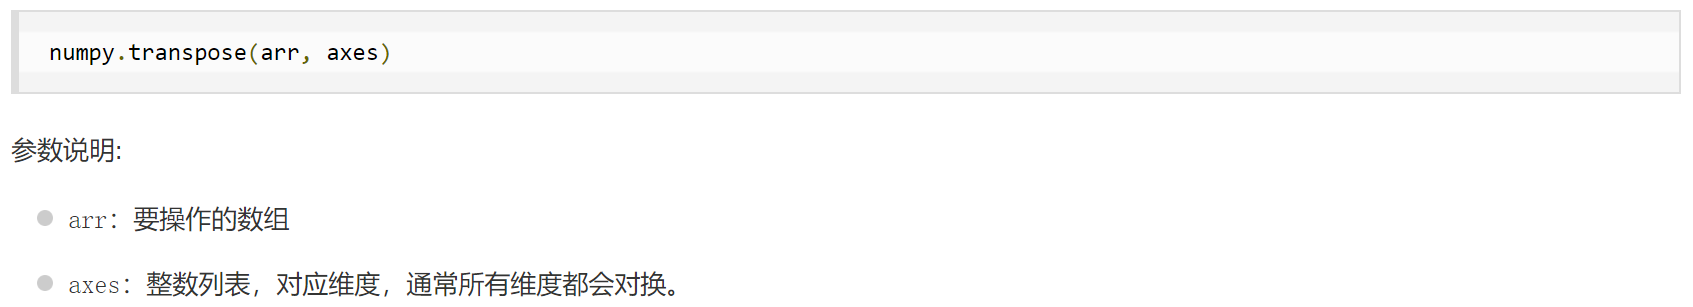 numpy.transpose(arr, axes)
参数说明:
arr：要操作的数组
axes：整数列表，对应维度，通常所有维度都会对换。